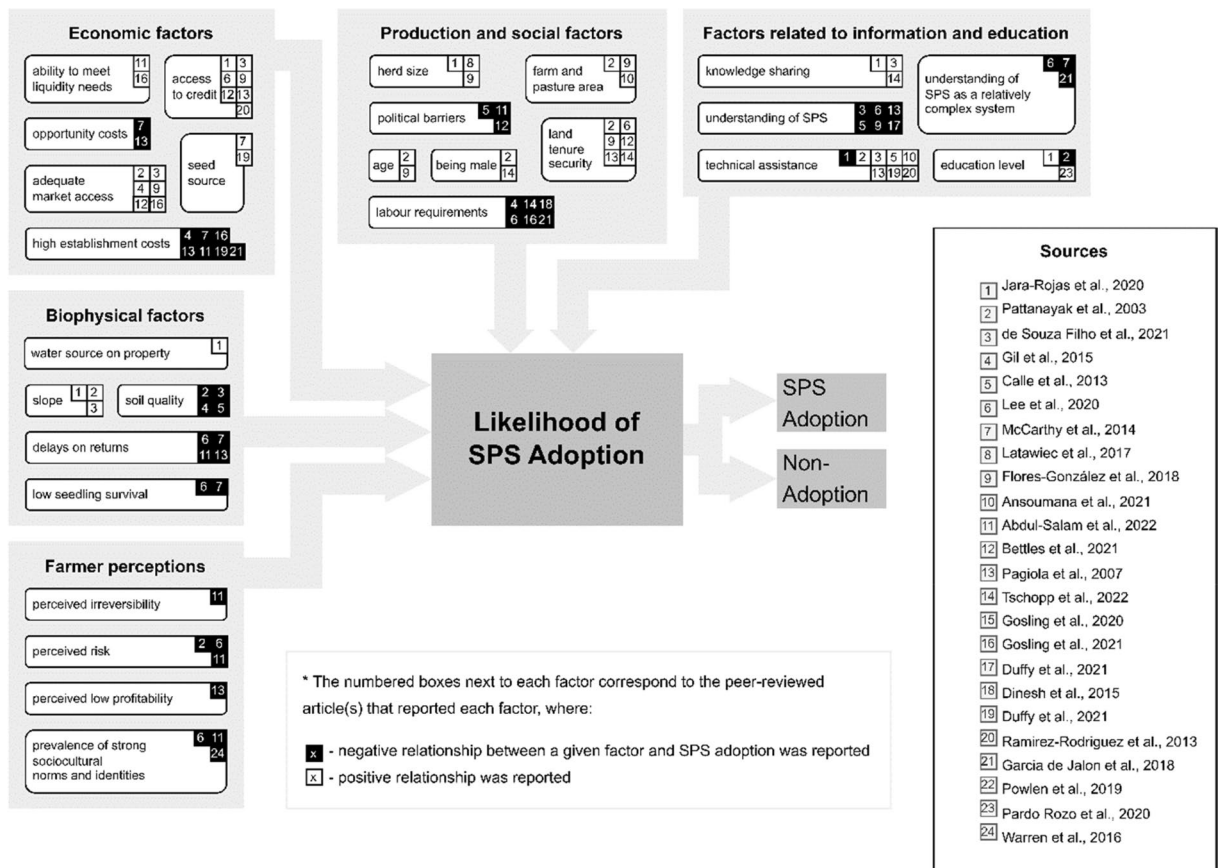 Economic factors
ability to meet
liquidity needs
11
16
access
to credit
1 3
6 9
12 13
20
opportunity costs
7
13
seed
source
7
19
adequate
market access
2 3
4 9
12 16
high establishment costs
4 7 16
13 11 19 21
Production and social factors
herd size
1 8
9
farm and
pasture area
2 9
10
political barriers
5 11
12
land
tenure
security
2 6
9 12
13 14
age
2
9
being male
2
14
labour requirements
4 14 18
6 16 21
Factors related to information and education
knowledge sharing
1 3
14
understanding of
SPS as a relatively
complex system
6 7
21
understanding of SPS
3 6 13
5 9 17
technical assistance
1 2 3 5 10
13 19 20
education level
1 2
23
Biophysical factors
water source on property
1
slope
1 2
3
soil quality
2 3
4 5
delays on returns
6 7
11 13
low seedling survival
6 7
Farmer perceptions
perceived irreversibility
11
perceived risk
2 6
11
perceived low profitability
13
prevalence of strong
sociocultural
norms and identities
6 11
24
Likelihood of
SPS Adoption
SPS
Adoption
Non-
Adoption
* The numbered boxes next to each factor correspond to the peer-reviewed
article(s) that reported each factor, where:
x - negative relationship between a given factor and SPS adoption was reported
x - positive relationship was reported
Sources
1 Jara-Rojas et al., 2020
2 Pattanayak et al., 2003
3 de Souza Filho et al., 2021
4 Gil et al., 2015
5 Calle et al., 2013
6 Lee et al., 2020
7 McCarthy et al., 2014
8 Latawiec et al., 2017
9 Flores-González et al., 2018
10 Ansoumana et al., 2021
11 Abdul-Salam et al., 2022
12 Bettles et al., 2021
13 Pagiola et al., 2007
14 Tschopp et al., 2022
15 Gosling et al., 2020
16 Gosling et al., 2021
17 Duffy et al., 2021
18 Dinesh et al., 2015
19 Duffy et al., 2021
20 Ramirez-Rodriguez et al., 2013
21 Garcia de Jalon et al., 2018
22 Powlen et al., 2019
23 Pardo Rozo et al., 2020
24 Warren et al., 2016